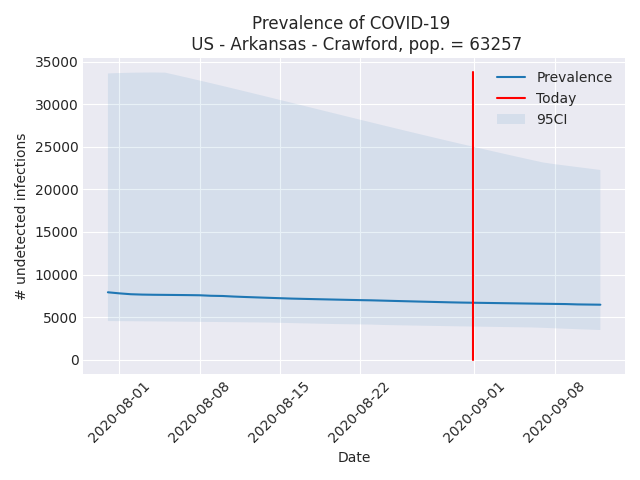 Prevalence of COVID-19
US - Arkansas - Crawford, pop. = 63257
Prevalence
Today
95CI
# undetected infections
35000
30000
25000
20000
15000
10000
5000
0
2020-08-01
2020-08-08
2020-08-15
2020-08-22
2020-09-01
2020-09-08
Date